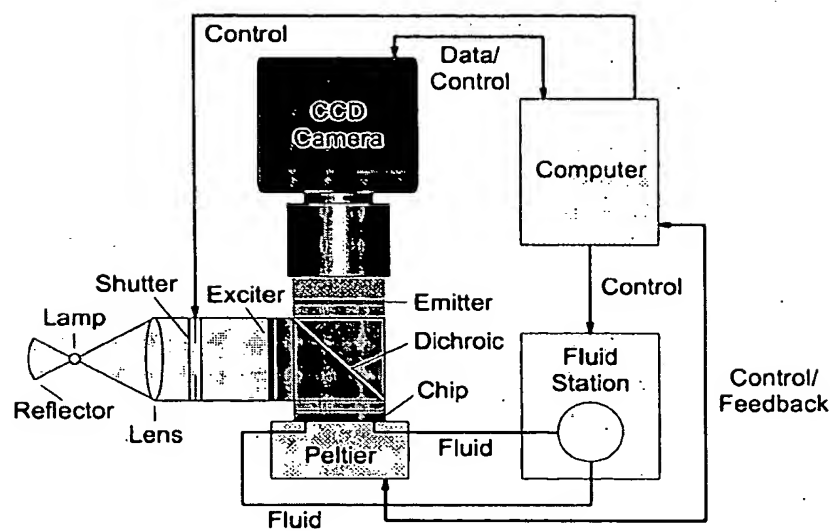 Control
Data/
Control
CCD
Camera
Computer
Shutter
Exciter
Emitter
Control
Lamp
Dichroic
Fluid
Station
Chip
Control/
Feedback
Reflector
Lens
Peltier
Fluid
Fluid